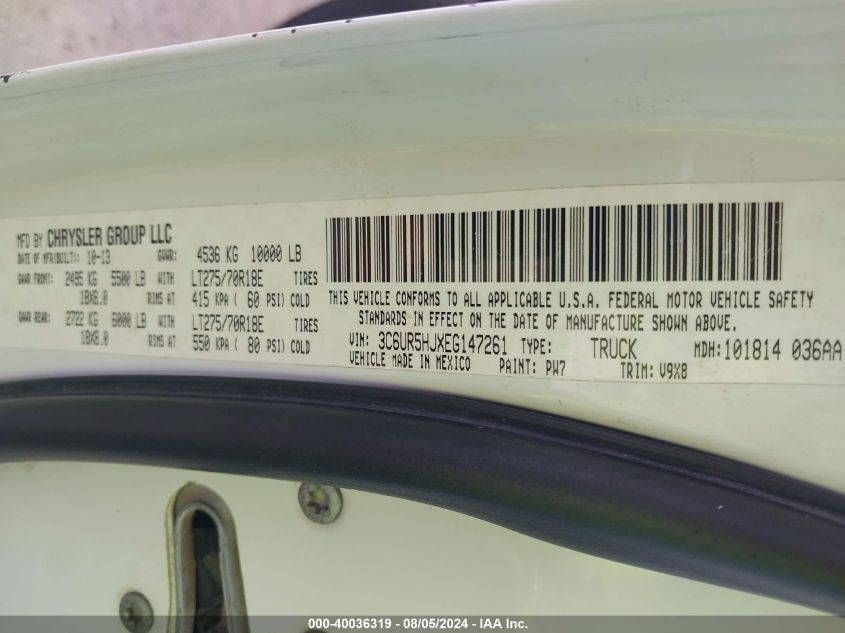 MFD BY CHRYSLER GROUP LLC
DATE OF MFR(BUILT): 10-13 GVWR: 4536 KG 10000 LB
GAWR FRONT: 2495 KG 5500 LB WITH LT275/70R18E TIRES
18X8.0 RIMS AT 415 KPA ( 60 PSI) COLD
GAWR REAR: 2722 KG 6000 LB WITH LT275/70R18E TIRES
18X8.0 RIMS AT 550 KPA ( 80 PSI) COLD
THIS VEHICLE CONFORMS TO ALL APPLICABLE U.S.A. FEDERAL MOTOR VEHICLE SAFETY
STANDARDS IN EFFECT ON THE DATE OF MANUFACTURE SHOWN ABOVE.
VIN: 3C6UR5HJXEG147261 TYPE: TRUCK MDH:101814 036AA
VEHICLE MADE IN MEXICO PAINT: PW7 TRIM: V9X8
000-40036319 - 08/05/2024 - IAA Inc.